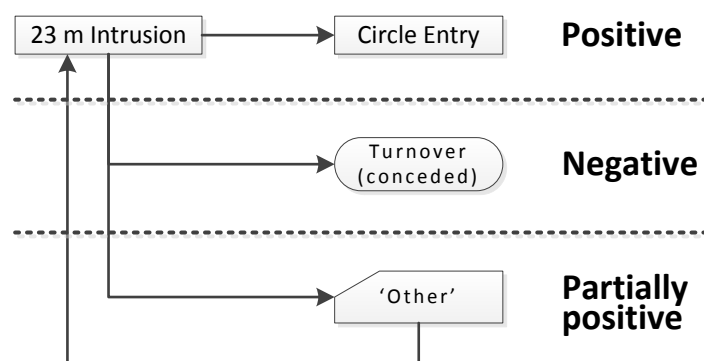 23 m Intrusion
Circle Entry
Positive
Turnover
(conceded)
Negative
‘Other’
Partially
positive